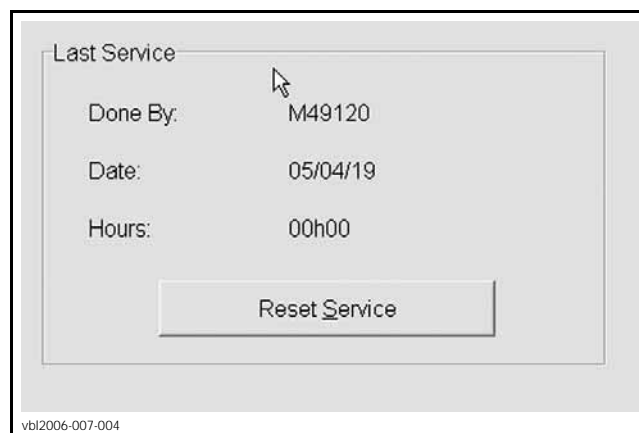 Last Service
Done By: M49120
Date: 05/04/19
Hours: 00h00
Reset Service
vbl2006-007-004